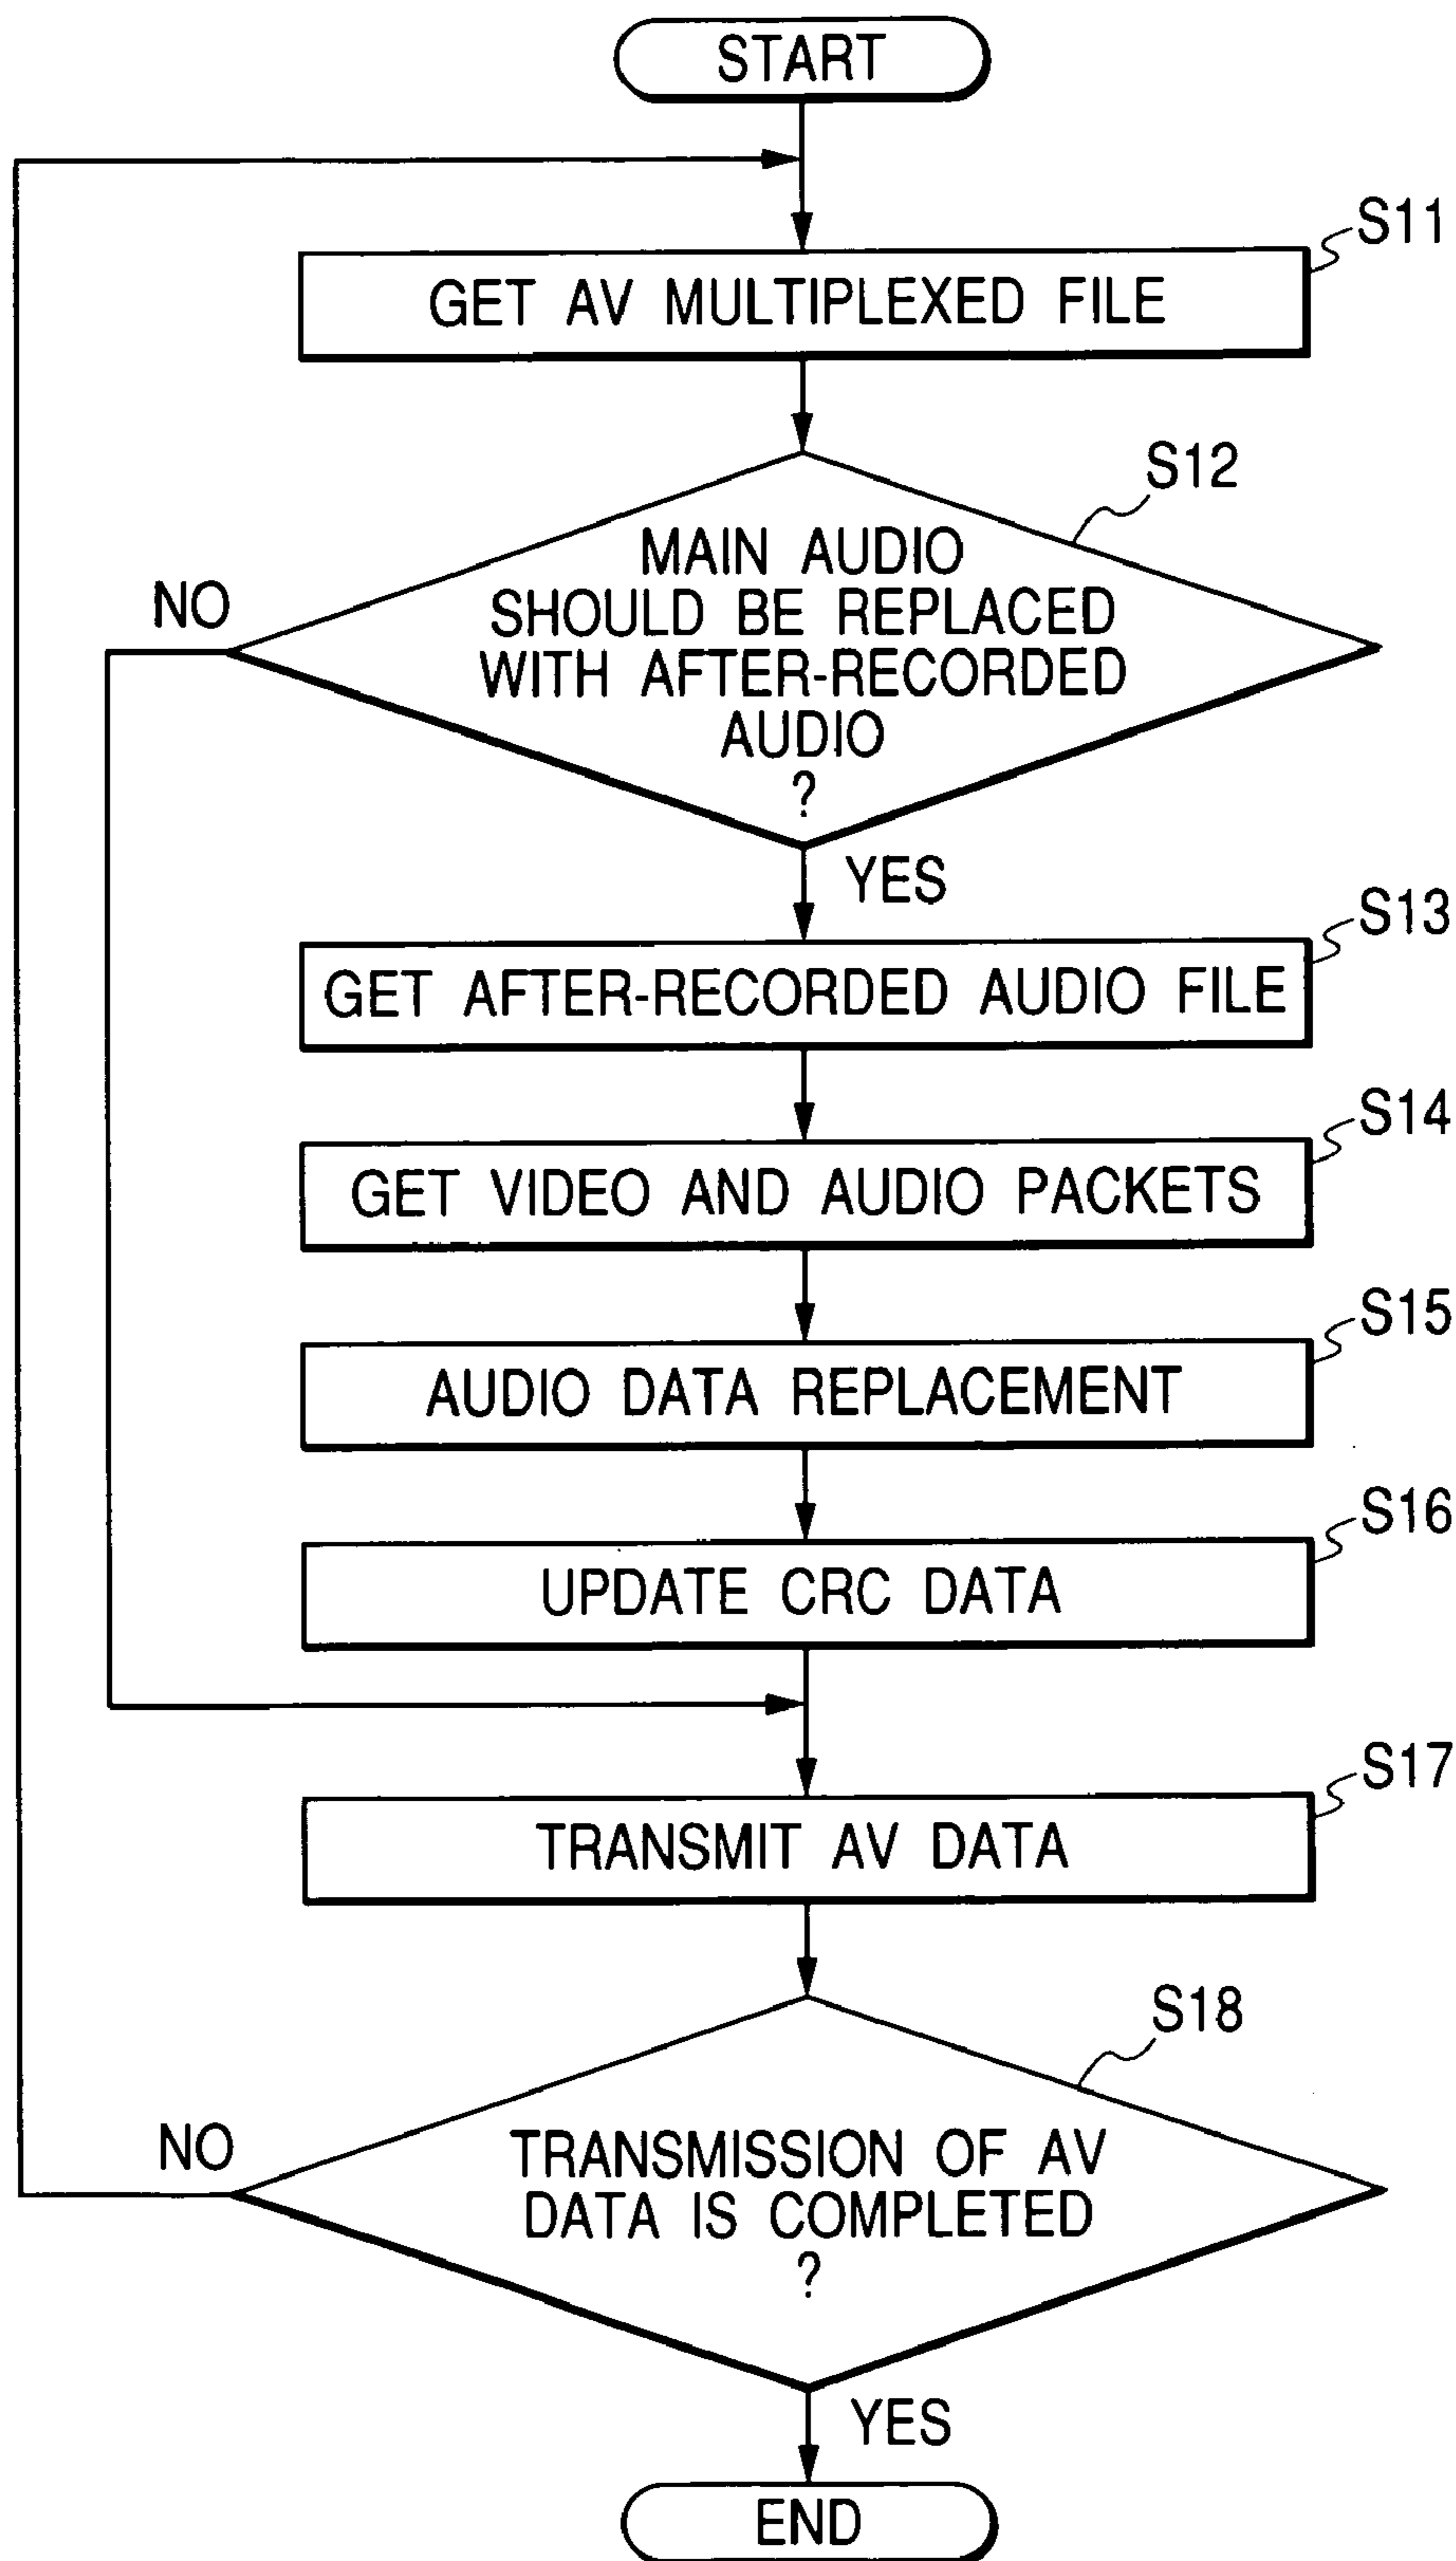 START
S11
GET AV MULTIPLEXED FILE
S12
MAIN AUDIO
SHOULD BE REPLACED
WITH AFTER-RECORDED
AUDIO
?
NO
YES
S13
GET AFTER-RECORDED AUDIO FILE
S14
GET VIDEO AND AUDIO PACKETS
S15
AUDIO DATA REPLACEMENT
S16
UPDATE CRC DATA
S17
TRANSMIT AV DATA
S18
TRANSMISSION OF AV
DATA IS COMPLETED
?
NO
YES
END